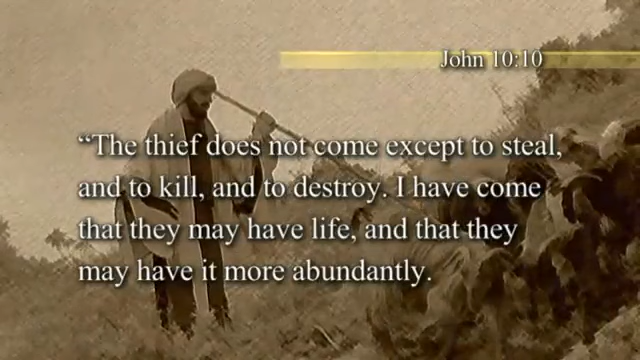 John 10:10
“The thief does not come except to steal,
and to kill, and to destroy. I have come
that they may have life, and that they
may have it more abundantly.